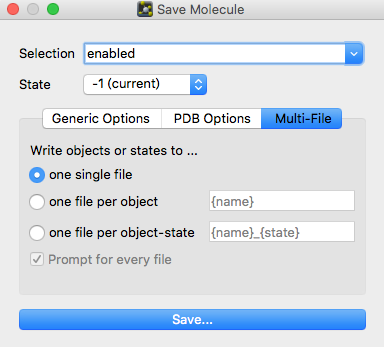 Save Molecule
Selection enabled
State -1 (current)
Generic Options PDB Options Multi-File
Write objects or states to ...
one single file
one file per object {name}
one file per object-state {name}_{state}
Prompt for every file
Save...